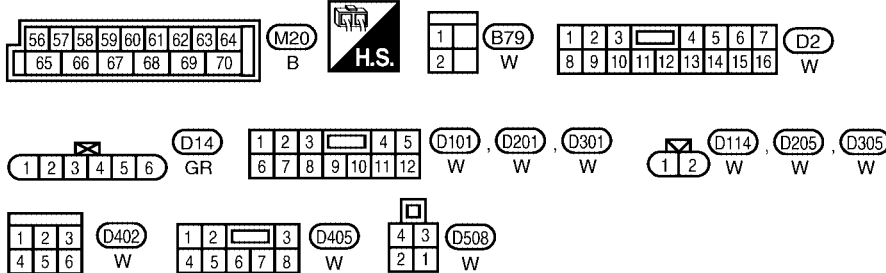 56 57 58 59 60 61 62 63 64
65 66 67 68 69 70
M20
B
H.S.
1
2
B79
W
1 2 3 4 5 6 7
8 9 10 11 12 13 14 15 16
D2
W
1 2 3 4 5 6
D14
GR
1 2 3 4 5
6 7 8 9 10 11 12
D101 , D201 , D301
W W W
1 2
D114 , D205 , D305
W W W
1 2 3
4 5 6
D402
W
1 2 3
4 5 6 7 8
D405
W
4 3
2 1
D508
W